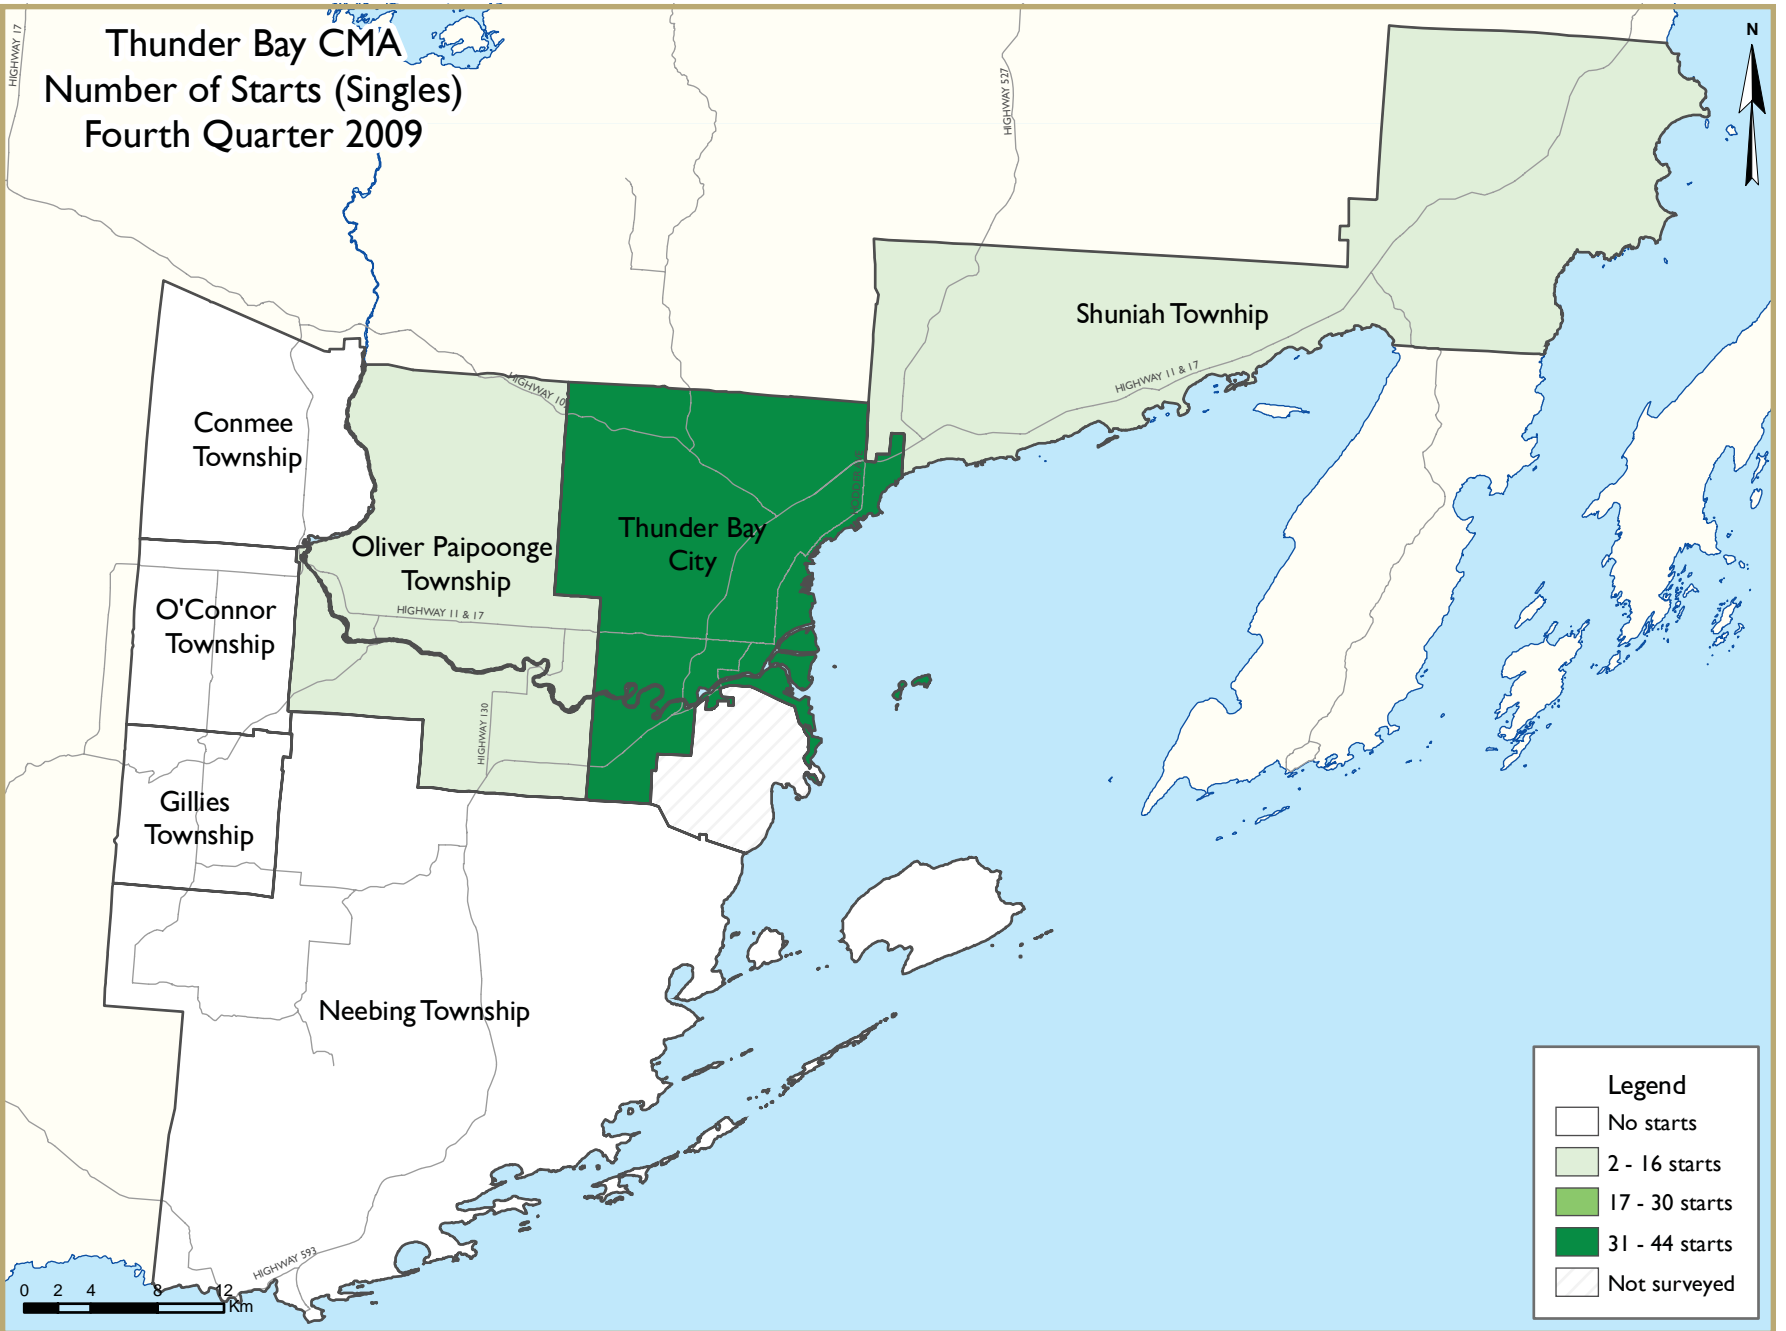 Thunder Bay CMA
Number of Starts (Singles)
Fourth Quarter 2009
N
HIGHWAY 17
HIGHWAY 527
Shuniah Townhip
HIGHWAY 11 & 17
HIGHWAY 10
Conmee
Township
Thunder Bay
City
Oliver Paipoonge
Township
O'Connor
Township
HIGHWAY 11 & 17
HIGHWAY 130
Gillies
Township
Neebing Township
HIGHWAY 593
0 2 4 8 12
Km
Legend
No starts
2 - 16 starts
17 - 30 starts
31 - 44 starts
Not surveyed